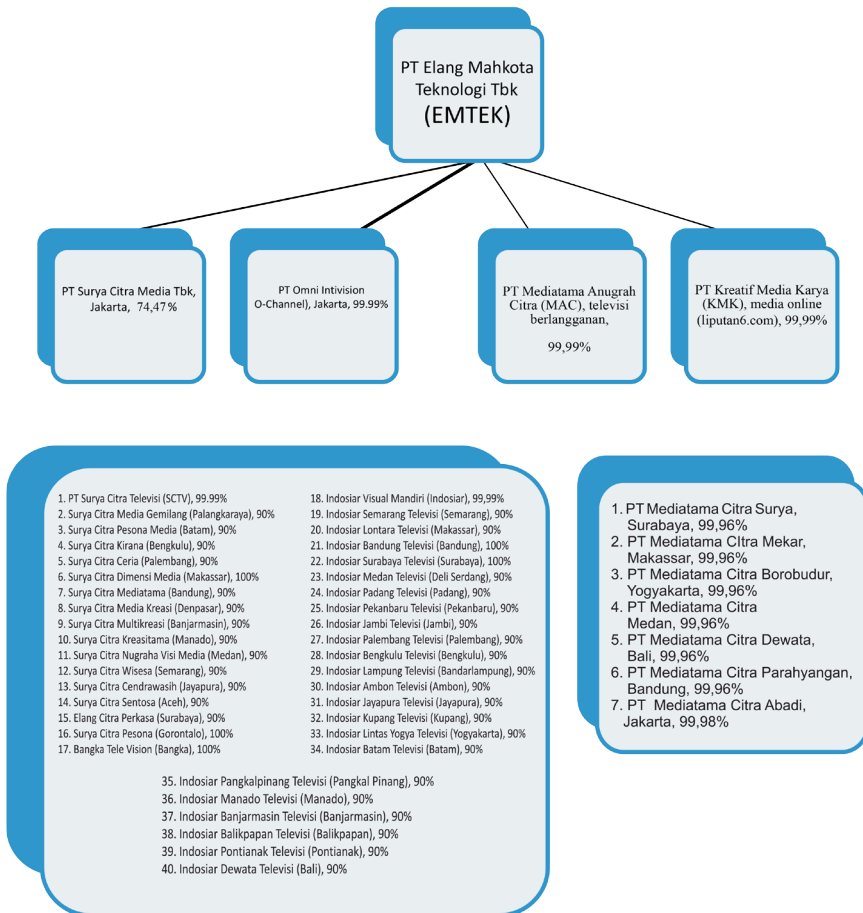 PT Elang Mahkota
Teknologi Tbk
(EMTEK)
PT Surya Citra Media Tbk,
Jakarta, 74,47%
PT Omni Intivision
O-Channel), Jakarta, 99.99%
PT Mediatama Anugrah
Citra (MAC), televisi
berlangganan,
99,99%
PT Kreatif Media Karya
(KMK), media online
(liputan6.com), 99,99%
1. PT Surya Citra Televisi (SCTV), 99.99%
2. Surya Citra Media Gemilang (Palangkaraya), 90%
3. Surya Citra Pesona Media (Batam), 90%
4. Surya Citra Kirana (Bengkulu), 90%
5. Surya Citra Ceria (Palembang), 90%
6. Surya Citra Dimensi Media (Makassar), 100%
7. Surya Citra Mediatama (Bandung), 90%
8. Surya Citra Media Kreasi (Denpasar), 90%
9. Surya Citra Multikreasi (Banjarmasin), 90%
10. Surya Citra Kreasitama (Manado), 90%
11. Surya Citra Nugraha Visi Media (Medan), 90%
12. Surya Citra Wisesa (Semarang), 90%
13. Surya Citra Cendrawasih (Jayapura), 90%
14. Surya Citra Sentosa (Aceh), 90%
15. Elang Citra Perkasa (Surabaya), 90%
16. Surya Citra Pesona (Gorontalo), 100%
17. Bangka Tele Vision (Bangka), 100%
18. Indosiar Visual Mandiri (Indosiar), 99,99%
19. Indosiar Semarang Televisi (Semarang), 90%
20. Indosiar Lontara Televisi (Makassar), 90%
21. Indosiar Bandung Televisi (Bandung), 100%
22. Indosiar Surabaya Televisi (Surabaya), 100%
23. Indosiar Medan Televisi (Deli Serdang), 90%
24. Indosiar Padang Televisi (Padang), 90%
25. Indosiar Pekanbaru Televisi (Pekanbaru), 90%
26. Indosiar Jambi Televisi (Jambi), 90%
27. Indosiar Palembang Televisi (Palembang), 90%
28. Indosiar Bengkulu Televisi (Bengkulu), 90%
29. Indosiar Lampung Televisi (Bandarlampung), 90%
30. Indosiar Ambon Televisi (Ambon), 90%
31. Indosiar Jayapura Televisi (Jayapura), 90%
32. Indosiar Kupang Televisi (Kupang), 90%
33. Indosiar Lintas Yogya Televisi (Yogyakarta), 90%
34. Indosiar Batam Televisi (Batam), 90%
35. Indosiar Pangkalpinang Televisi (Pangkal Pinang), 90%
36. Indosiar Manado Televisi (Manado), 90%
37. Indosiar Banjarmasin Televisi (Banjarmasin), 90%
38. Indosiar Balikpapan Televisi (Balikpapan), 90%
39. Indosiar Pontianak Televisi (Pontianak), 90%
40. Indosiar Dewata Televisi (Bali), 90%
1. PT Mediatama Citra Surya,
Surabaya, 99,96%
2. PT Mediatama CItra Mekar,
Makassar, 99,96%
3. PT Mediatama Citra Borobudur,
Yogyakarta, 99,96%
4. PT Mediatama Citra
Medan, 99,96%
5. PT Mediatama Citra Dewata,
Bali, 99,96%
6. PT Mediatama Citra Parahyangan,
Bandung, 99,96%
7. PT Mediatama Citra Abadi,
Jakarta, 99,98%